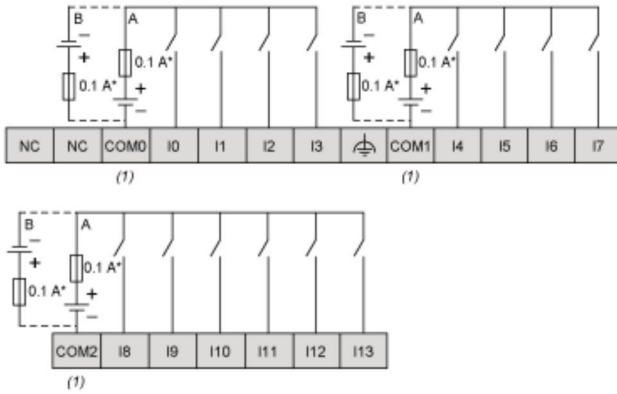 B A B A
− −
+ 0.1 A* + 0.1 A*
0.1 A* + 0.1 A* +
− −
NC NC COM0 I0 I1 I2 I3 COM1 I4 I5 I6 I7
(1) (1)
B A
−
+ 0.1 A*
0.1 A* +
−
COM2 I8 I9 I10 I11 I12 I13
(1)